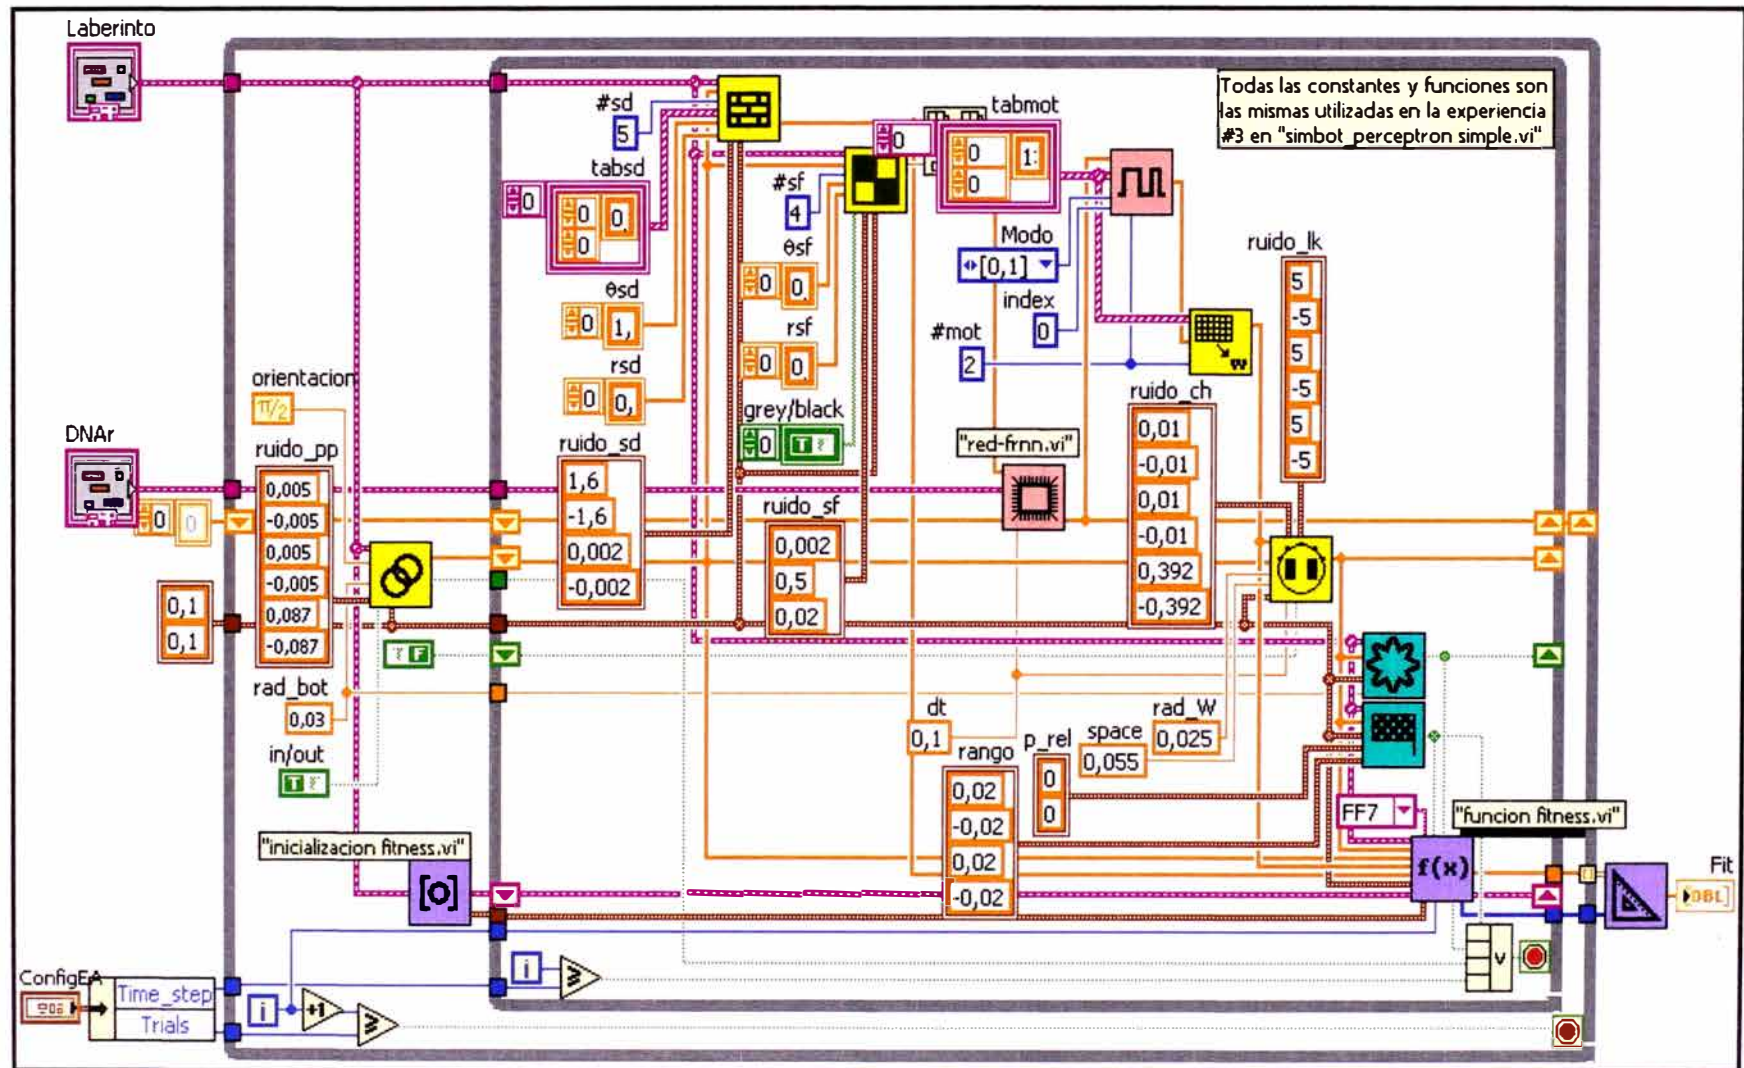 Laberinto
Todas las constantes y funciones son
las mismas utilizadas en la experiencia
#3 en "simbot_perceptron simple.vi"
#sd
5
tabsd
0
0
0
0,
θsd
0
1,
rsd
0
0,
#sf
4
θsf
0
0,
rsf
0
0,
grey/black
0
T
tabmot
0
0
0
1:
Modo
[0,1]
index
0
#mot
2
ruido_lk
5
-5
5
-5
5
-5
orientacion
π/2
DNAr
0
0
ruido_pp
0,005
-0,005
0,005
-0,005
0,087
-0,087
0,1
0,1
ruido_sd
1,6
-1,6
0,002
-0,002
ruido_sf
0,002
0,5
0,02
"red-frnn.vi"
ruido_ch
0,01
-0,01
0,01
-0,01
0,392
-0,392
F
rad_bot
0,03
in/out
T
dt
0,1
rango
0,02
-0,02
0,02
-0,02
p_rel
0
0
space
0,055
rad_W
0,025
FF7
"funcion fitness.vi"
f(x)
"inicializacion fitness.vi"
[O]
Fit
DBL
ConfigEA
Time_step
Trials
i
+1
i
v